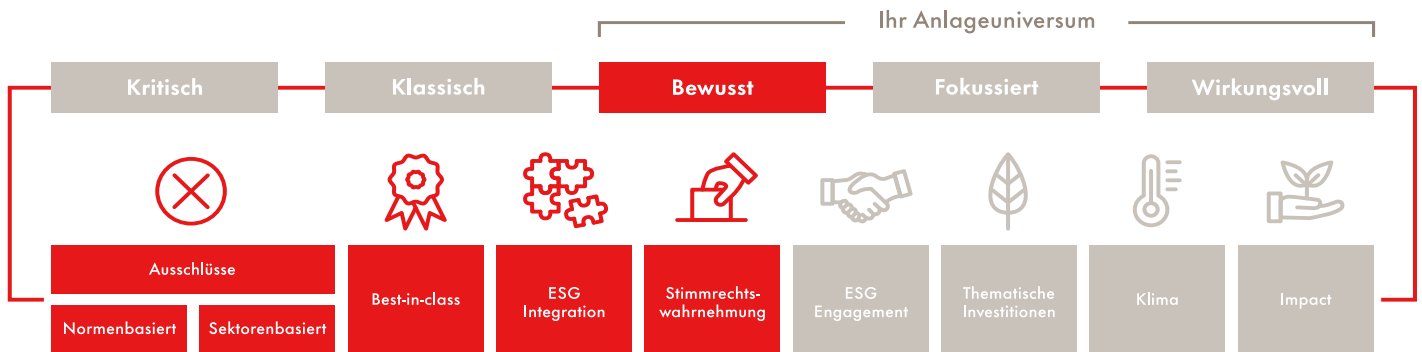 Ihr Anlageuniversum
Kritisch
Klassisch
Bewusst
Fokussiert
Wirkungsvoll
Ausschlüsse
Normenbasiert
Sektorenbasiert
Best-in-class
ESG
Integration
Stimmrechts-
wahrnehmung
ESG
Engagement
Thematische
Investitionen
Klima
Impact